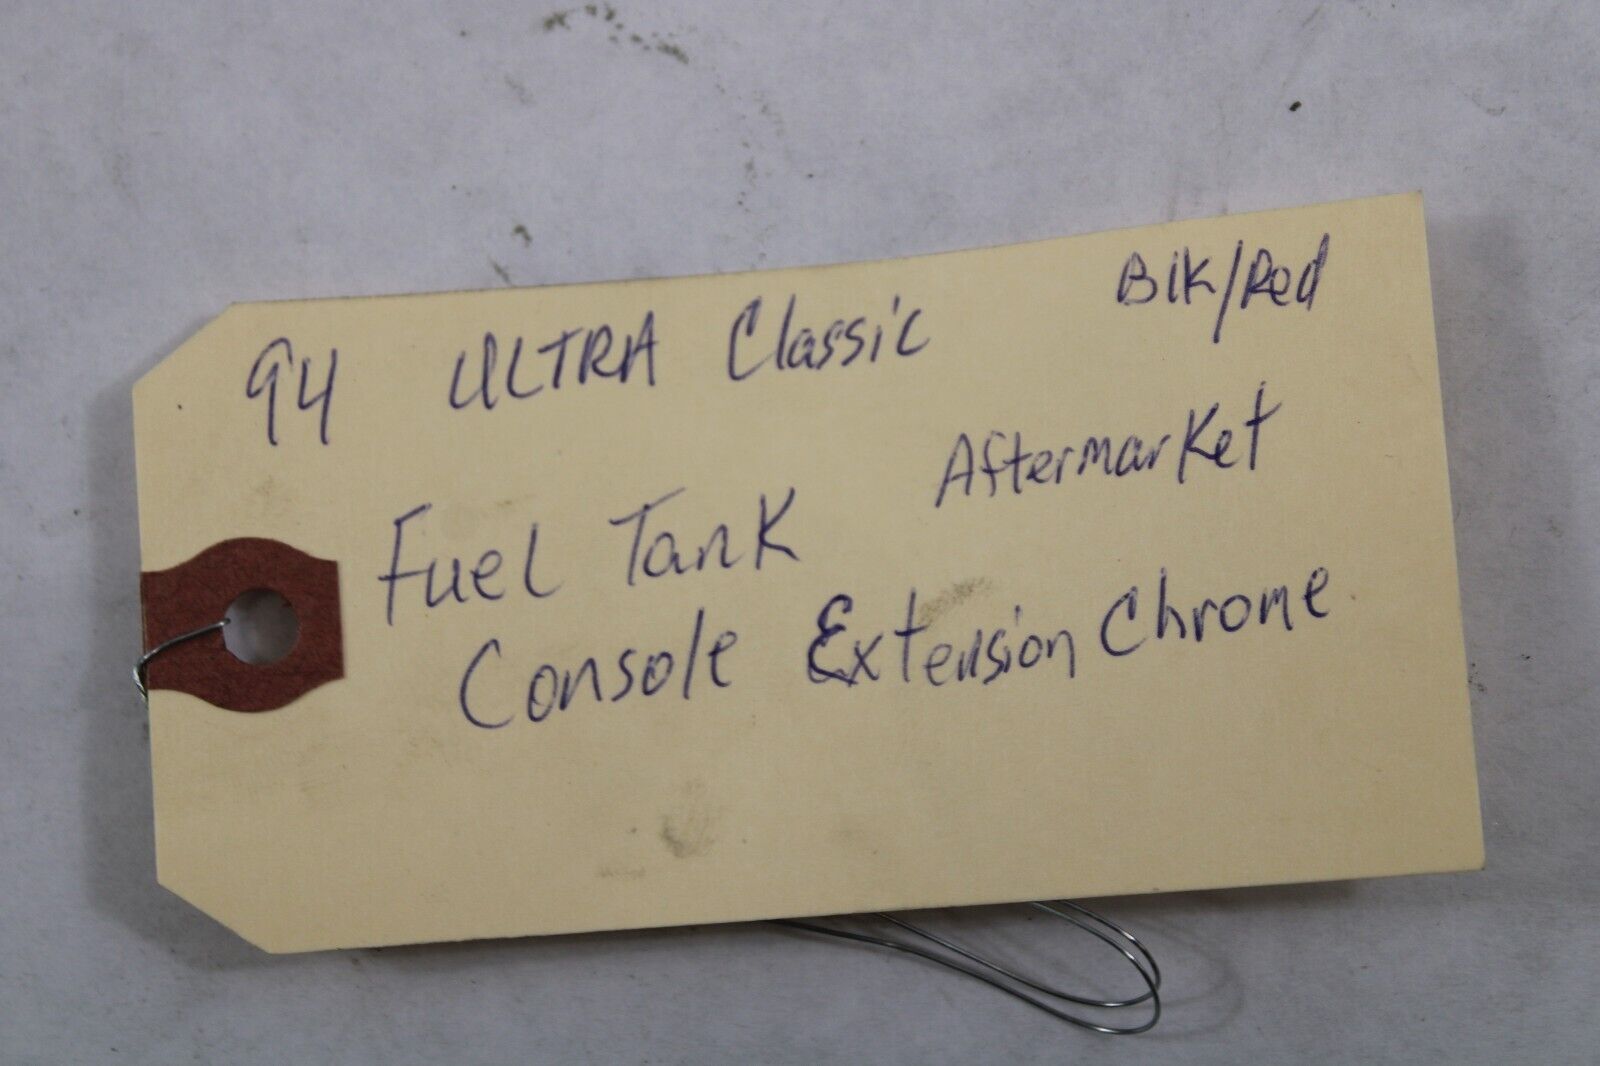 94 ULTRA Classic Blk/Red
Aftermarket
Fuel Tank
Console Extension Chrome